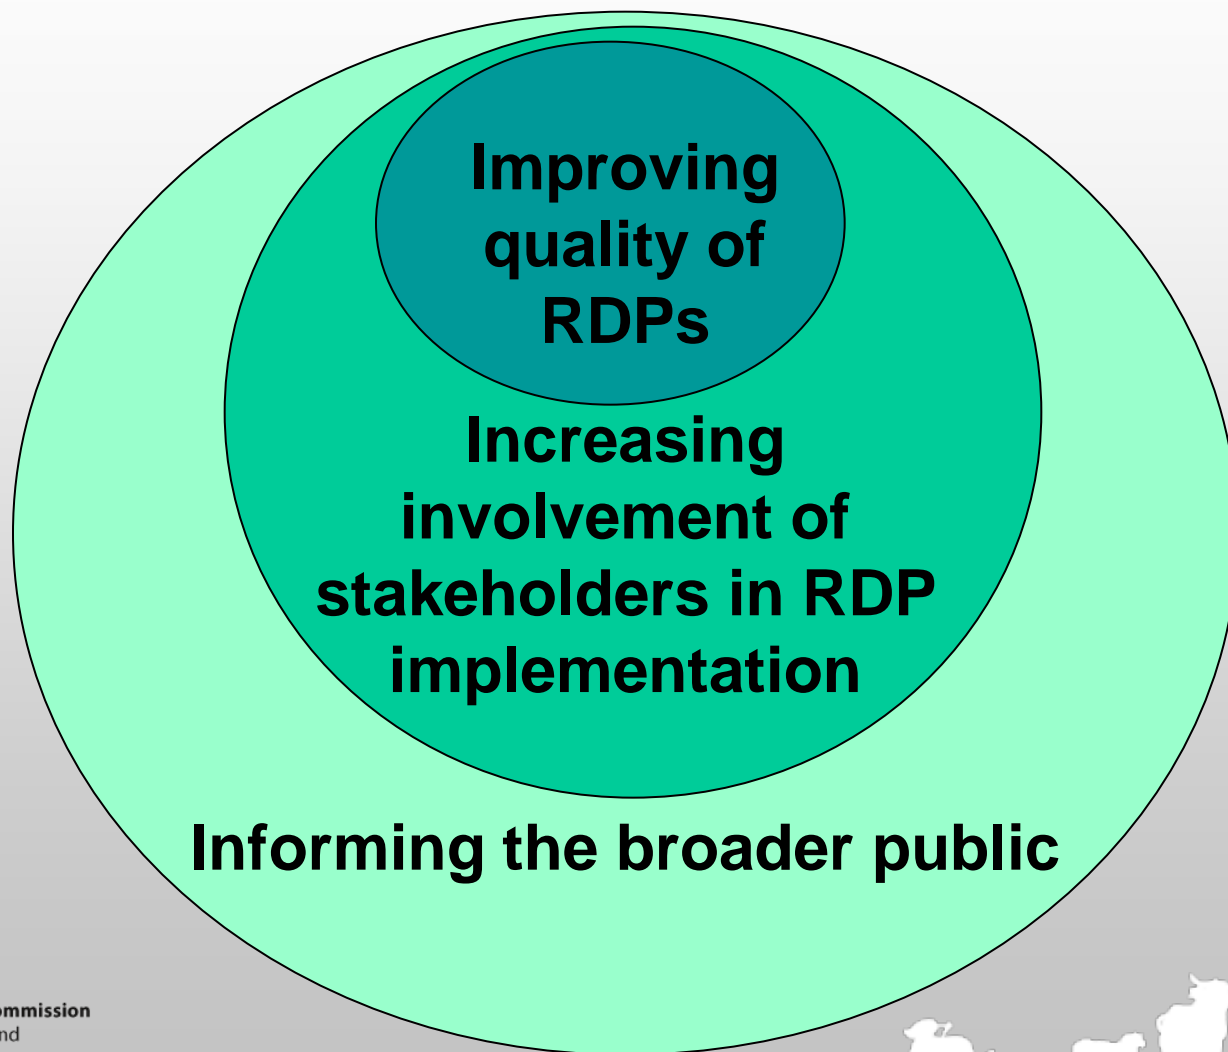 Improving
quality of
RDPs
Increasing
involvement of
stakeholders in RDP
implementation
Informing the broader public